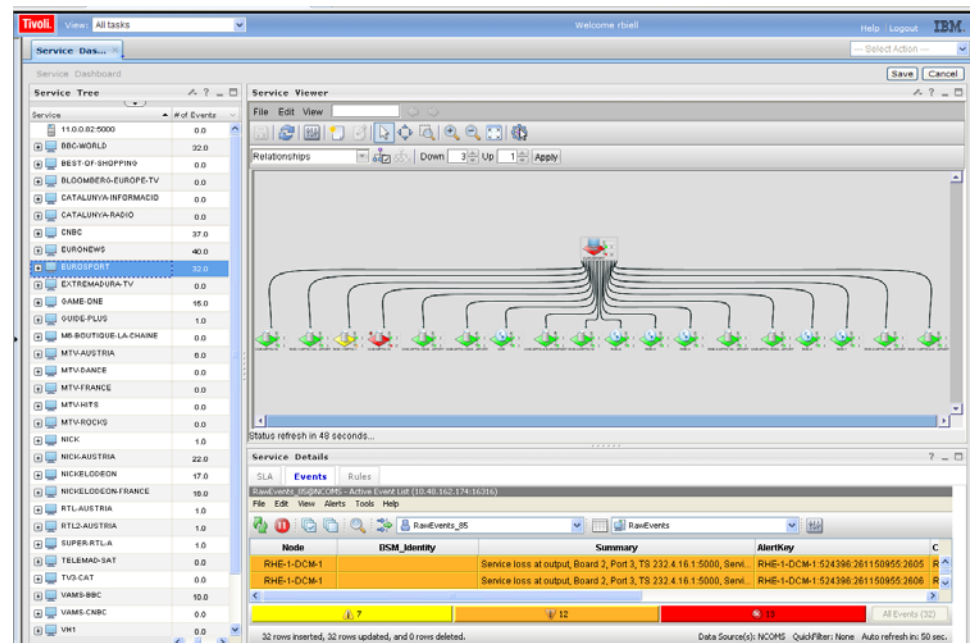 Tivoli. View: All tasks Welcome rbiell Help Logout IBM.
Service Das... --- Select Action ---
Service Dashboard Save Cancel
Service Tree
Service # of Events
11.0.0.82:5000 0.0
BBC-WORLD 32.0
BEST-OF-SHOPPING 0.0
BLOOMBERG-EUROPE-TV 0.0
CATALUNYA-INFORMACIO 0.0
CATALUNYA-RADIO 0.0
CNBC 37.0
EURONEWS 40.0
EUROSPORT 32.0
EXTREMADURA-TV 0.0
GAME-ONE 15.0
GUIDE-PLUS 1.0
M6-BOUTIQUE-LA-CHAINE 0.0
MTV-AUSTRIA 6.0
MTV-DANCE 0.0
MTV-FRANCE 0.0
MTV-HITS 0.0
MTV-ROCKS 0.0
NICK 1.0
NICK-AUSTRIA 22.0
NICKELODEON 17.0
NICKELODEON-FRANCE 18.0
RTL-AUSTRIA 1.0
RTL2-AUSTRIA 1.0
SUPER-RTL-A 1.0
TELEMAD-SAT 0.0
TV3-CAT 0.0
VAMS-BBC 10.0
VAMS-CNBC 0.0
VH1 0.0
Service Viewer
File Edit View
Relationships Down 3 Up 1 Apply
Status refresh in 48 seconds...
Service Details
SLA Events Rules
RawEvents_85@NCOMS - Active Event List (10.48.162.174:16316)
File Edit View Alerts Tools Help
RawEvents_85 RawEvents
Node BSM_Identity Summary AlertKey C
RHE-1-DCM-1 Service loss at output, Board 2, Port 3, TS 232.4.16.1:5000, Servi... RHE-1-DCM-1:524396:261150955:2605 R
RHE-1-DCM-1 Service loss at output, Board 2, Port 3, TS 232.4.16.1:5000, Servi... RHE-1-DCM-1:524398:261150955:2606 R
7 12 13 All Events (32)
32 rows inserted, 32 rows updated, and 0 rows deleted. Data Source(s): NCOMS QuickFilter: None Auto refresh in: 50 sec.